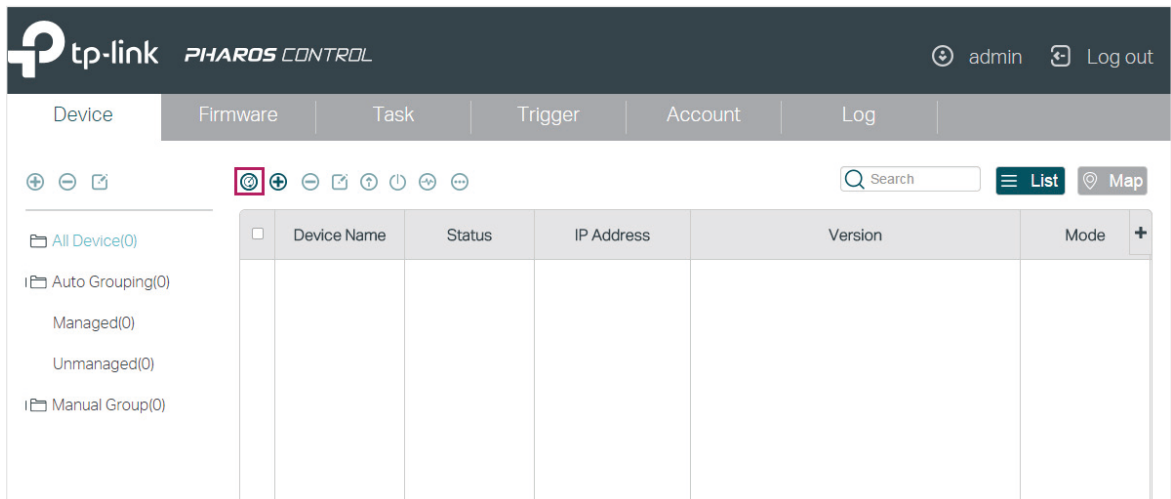 tp-link PHAROS CONTROL admin Log out
Device Firmware Task Trigger Account Log
Search List Map
Device Name Status IP Address Version Mode +
All Device(0)
Auto Grouping(0)
Managed(0)
Unmanaged(0)
Manual Group(0)